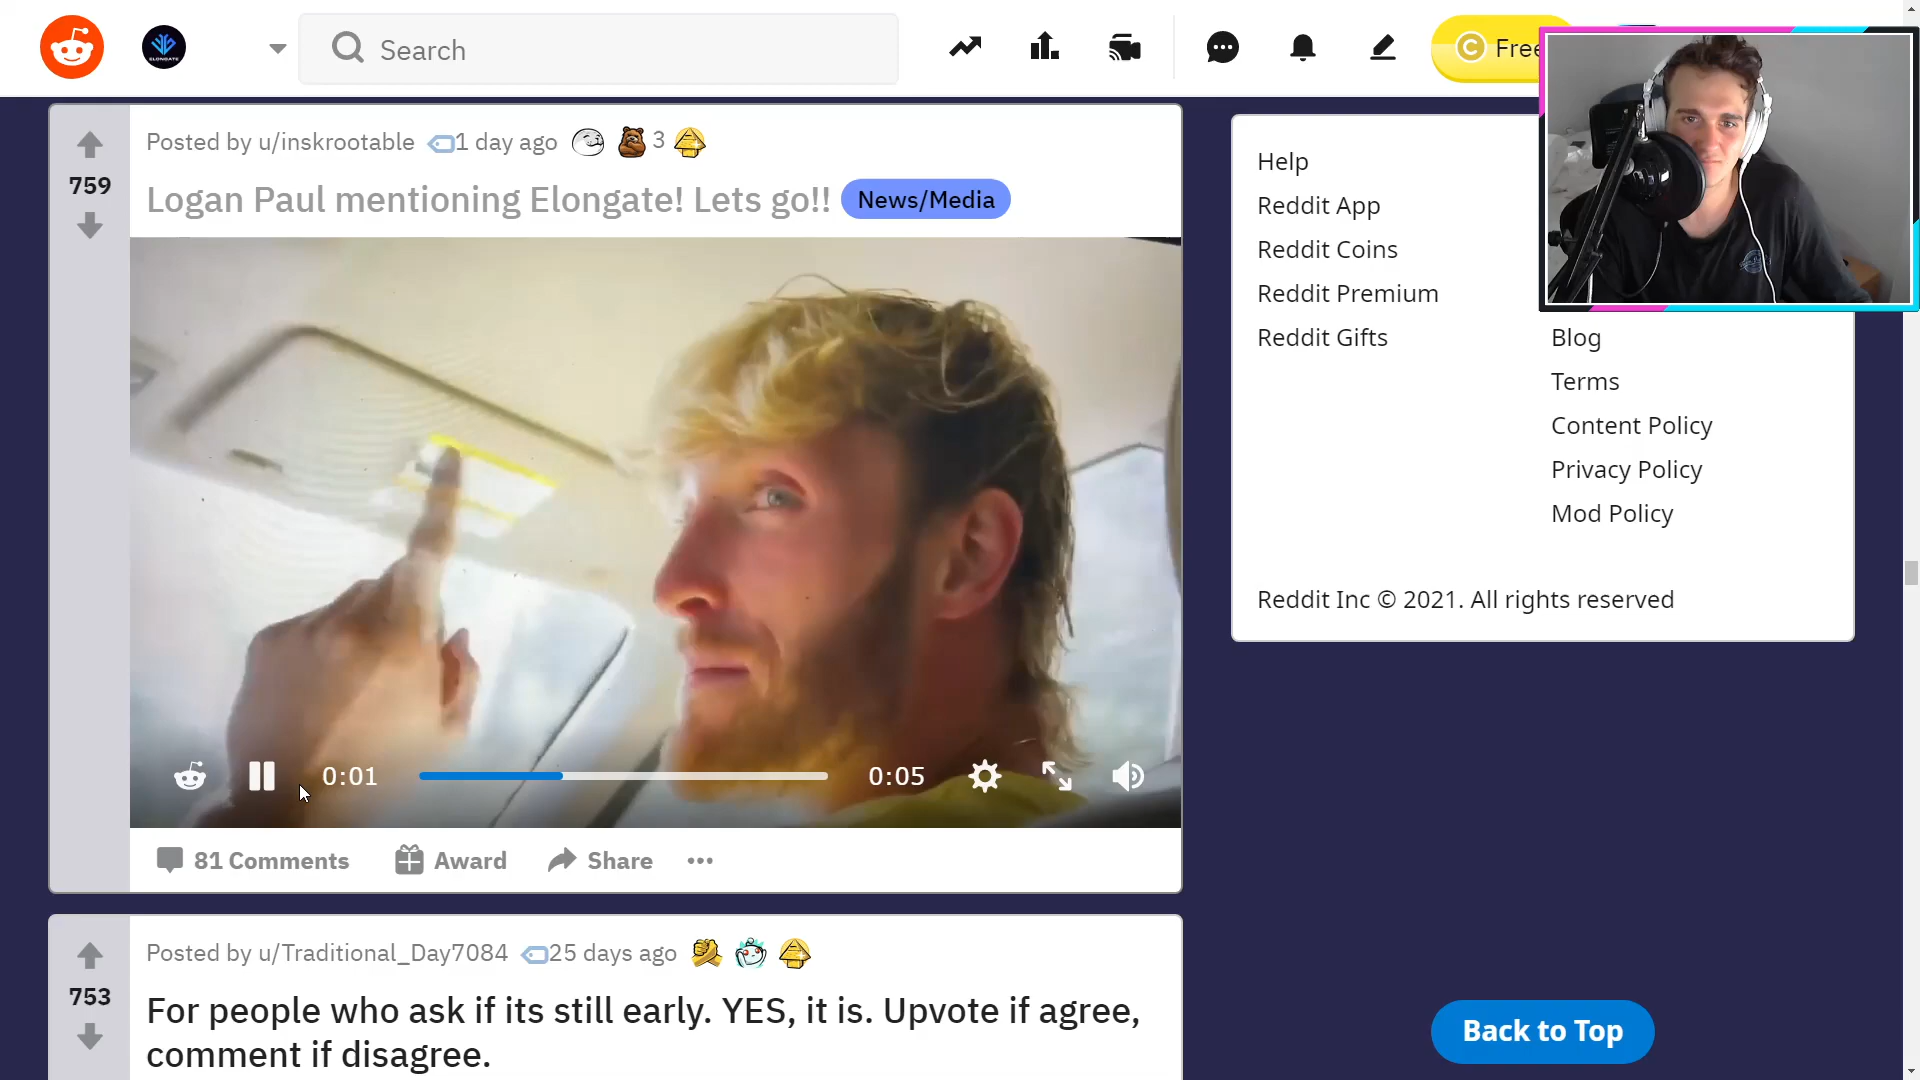 ELONGATE
Search
Free
Posted by u/inskrootable 1 day ago 3
759
Logan Paul mentioning Elongate! Lets go!! News/Media
0:01
0:05
81 Comments Award Share
Posted by u/Traditional_Day7084 25 days ago
753
For people who ask if its still early. YES, it is. Upvote if agree,
comment if disagree.
Help
Reddit App
Reddit Coins
Reddit Premium
Reddit Gifts
Blog
Terms
Content Policy
Privacy Policy
Mod Policy
Reddit Inc © 2021. All rights reserved
Back to Top